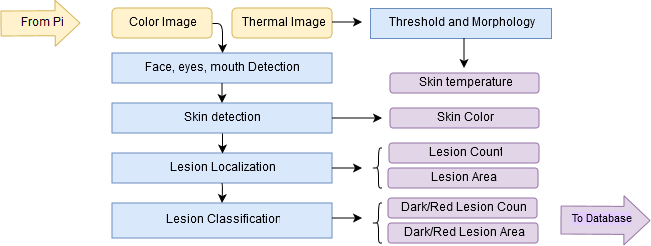 From Pi
Color Image
Thermal Image
Threshold and Morphology
Face, eyes, mouth Detection
Skin temperature
Skin detection
Skin Color
Lesion Localization
Lesion Count
Lesion Area
Lesion Classification
Dark/Red Lesion Coun
Dark/Red Lesion Area
To Database